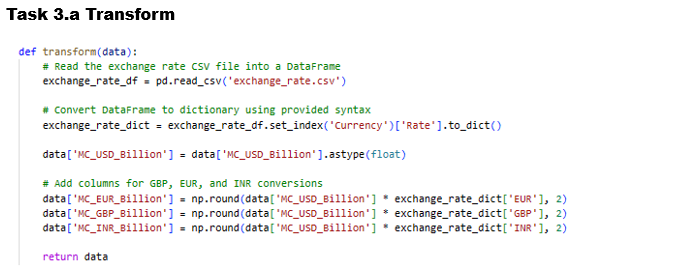 Task 3.a Transform
def transform(data):
    # Read the exchange rate CSV file into a DataFrame
    exchange_rate_df = pd.read_csv('exchange_rate.csv')
    # Convert DataFrame to dictionary using provided syntax
    exchange_rate_dict = exchange_rate_df.set_index('Currency')['Rate'].to_dict()
    data['MC_USD_Billion'] = data['MC_USD_Billion'].astype(float)
    # Add columns for GBP, EUR, and INR conversions
    data['MC_EUR_Billion'] = np.round(data['MC_USD_Billion'] * exchange_rate_dict['EUR'], 2)
    data['MC_GBP_Billion'] = np.round(data['MC_USD_Billion'] * exchange_rate_dict['GBP'], 2)
    data['MC_INR_Billion'] = np.round(data['MC_USD_Billion'] * exchange_rate_dict['INR'], 2)
    return data